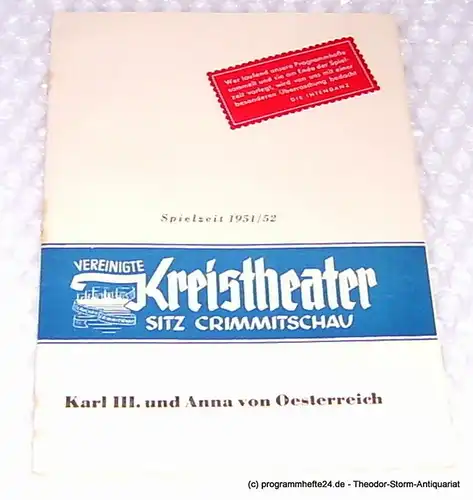 Wer laufend unsere Programmhefte
sammelt und sie am Ende der Spiel-
zeit vorlegt, wird von uns mit einer
besonderen Überraschung bedacht
DIE INTENDANZ
Spielzeit 1951/52
VEREINIGTE
Kreistheater
SITZ CRIMMITSCHAU
Karl III. und Anna von Oesterreich
(c) programmhefte24.de - Theodor-Storm-Antiquariat